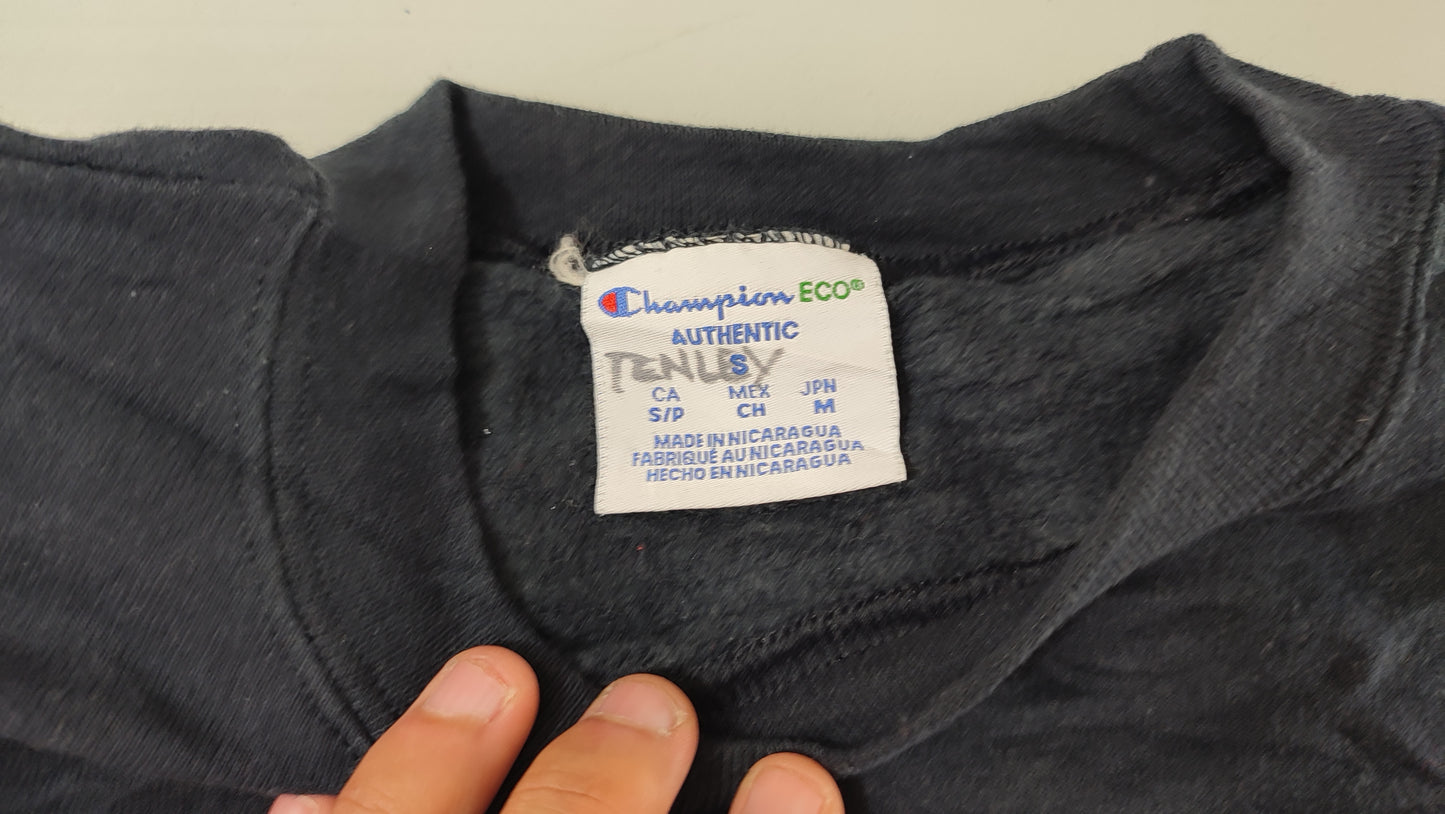 Champion ECO®
AUTHENTIC
S
TENLEY
CA MEX JPN
S/P CH M
MADE IN NICARAGUA
FABRIQUÉ AU NICARAGUA
HECHO EN NICARAGUA